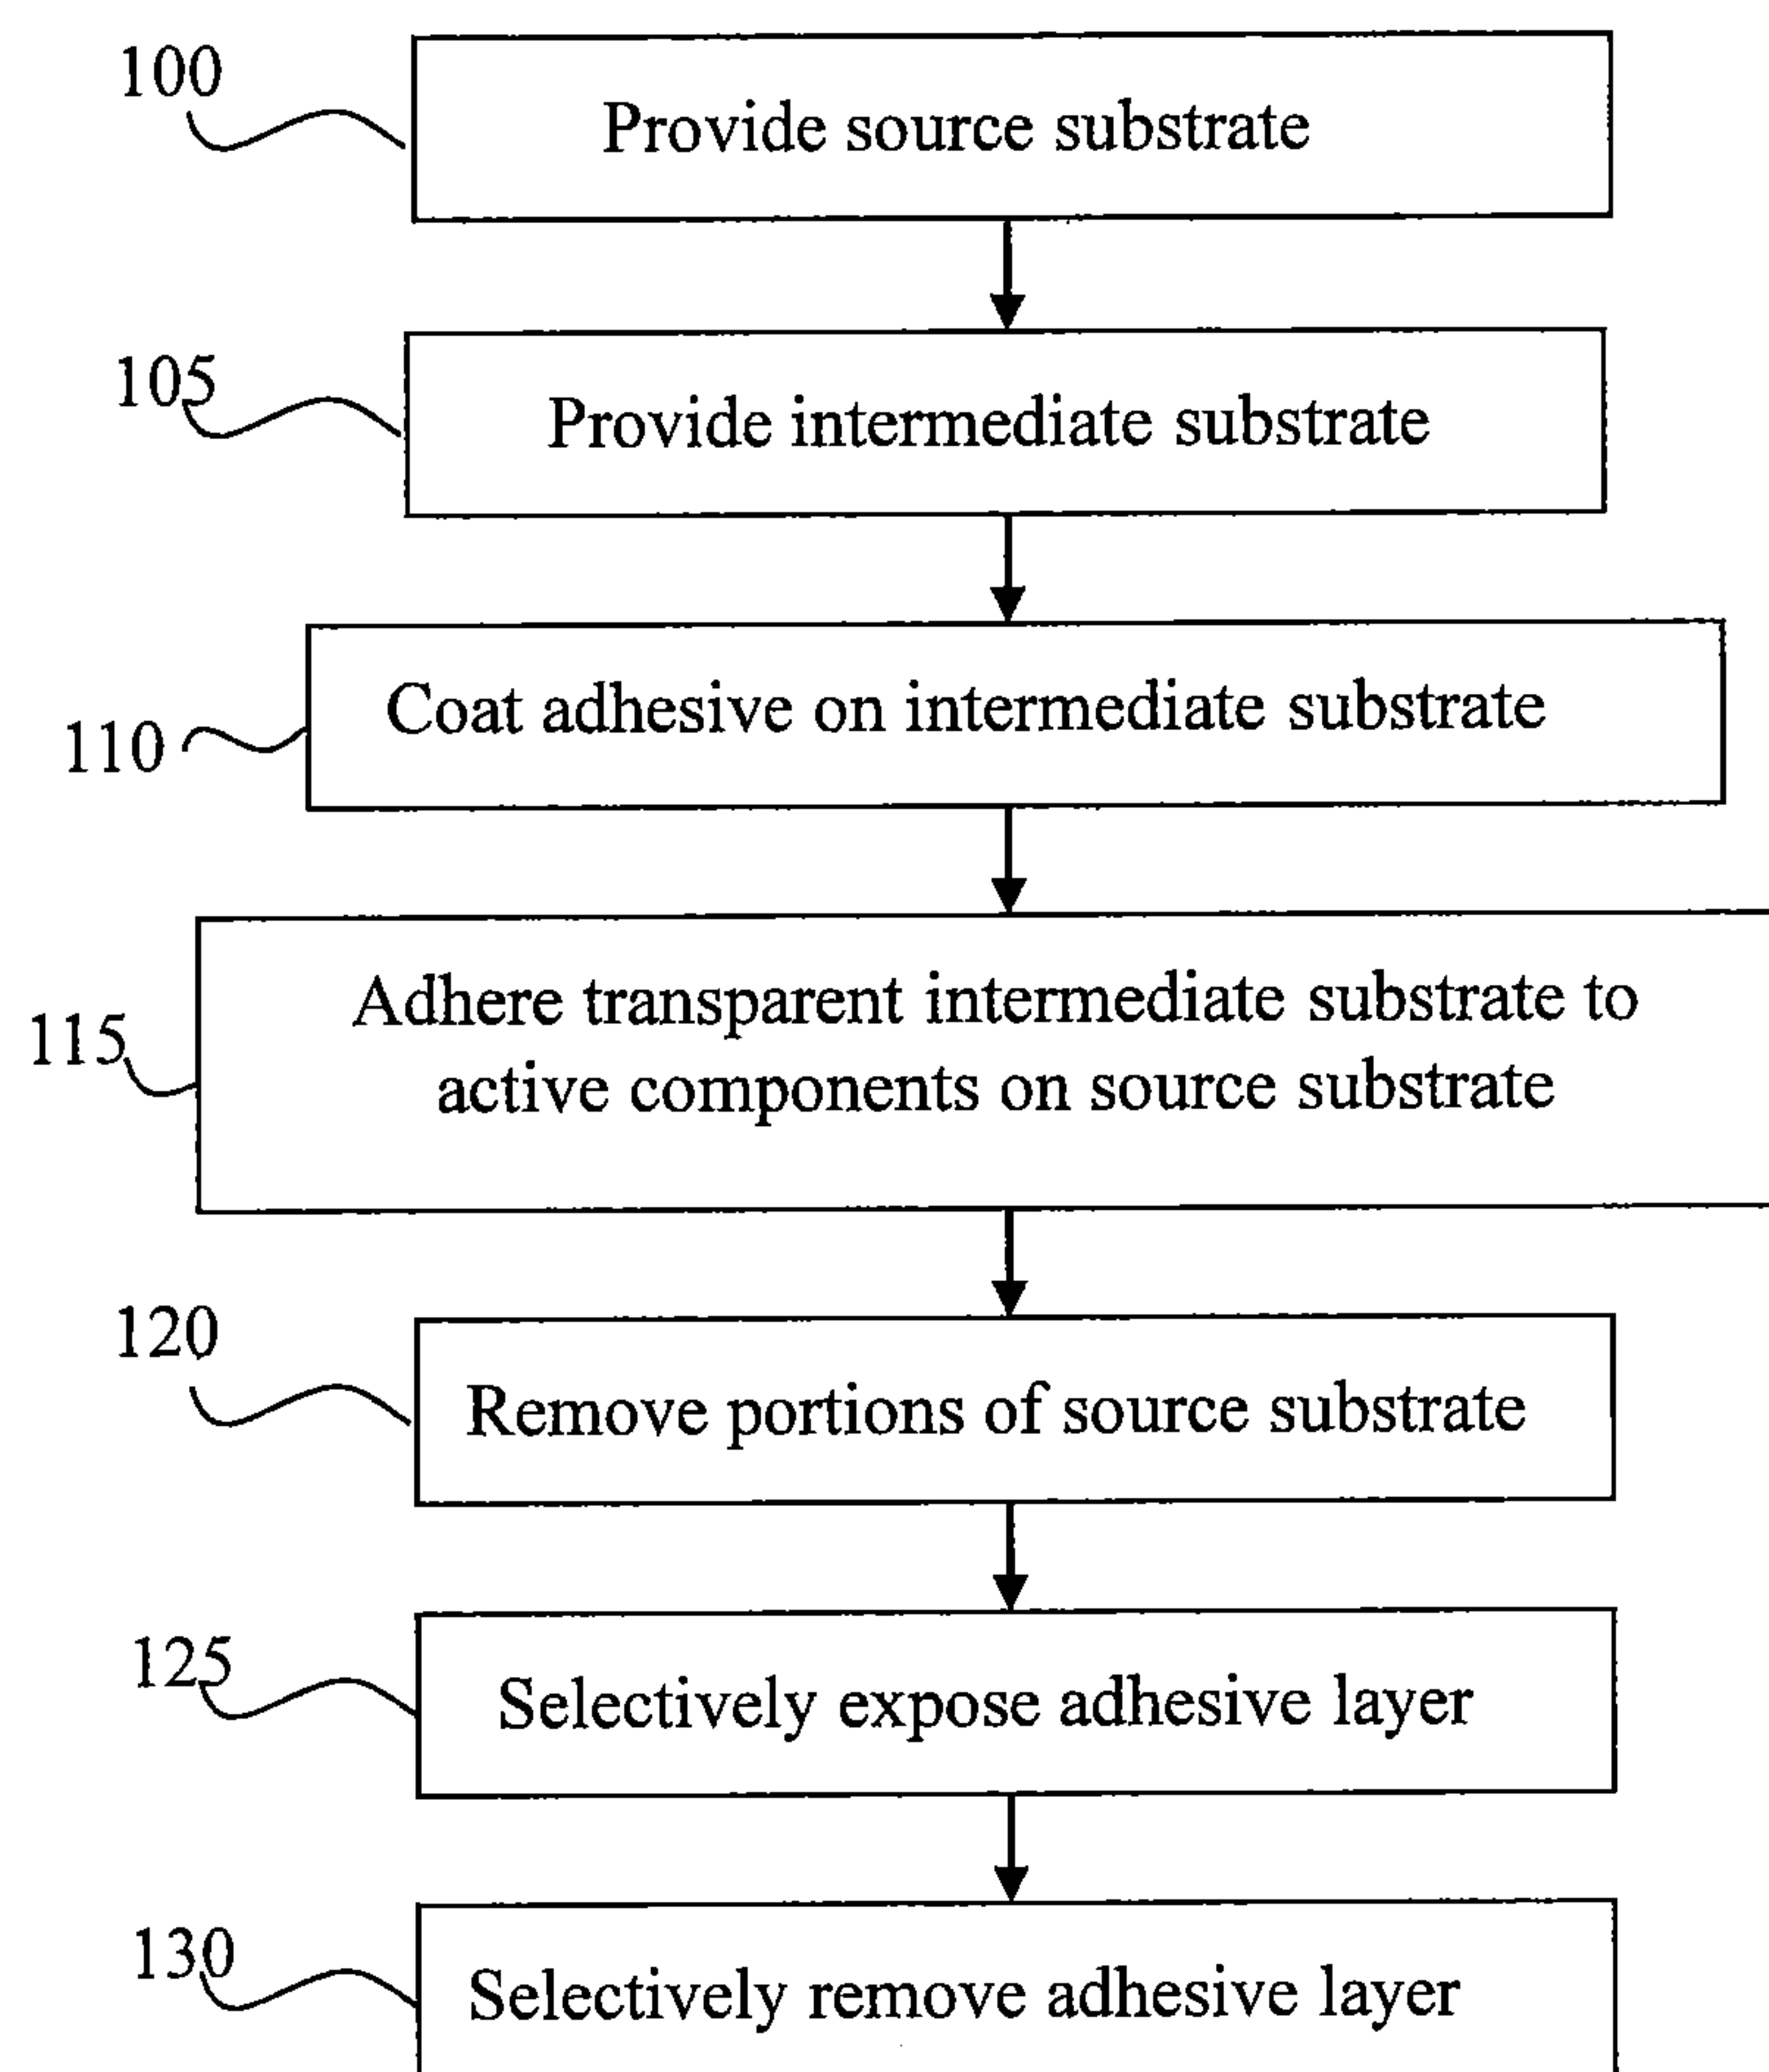 100
Provide source substrate
105
Provide intermediate substrate
Coat adhesive on intermediate substrate
110
Adhere transparent intermediate substrate to
115
active components on source substrate
120
Remove portions of source substrate
125
Selectively expose adhesive layer
130
Selectively remove adhesive layer